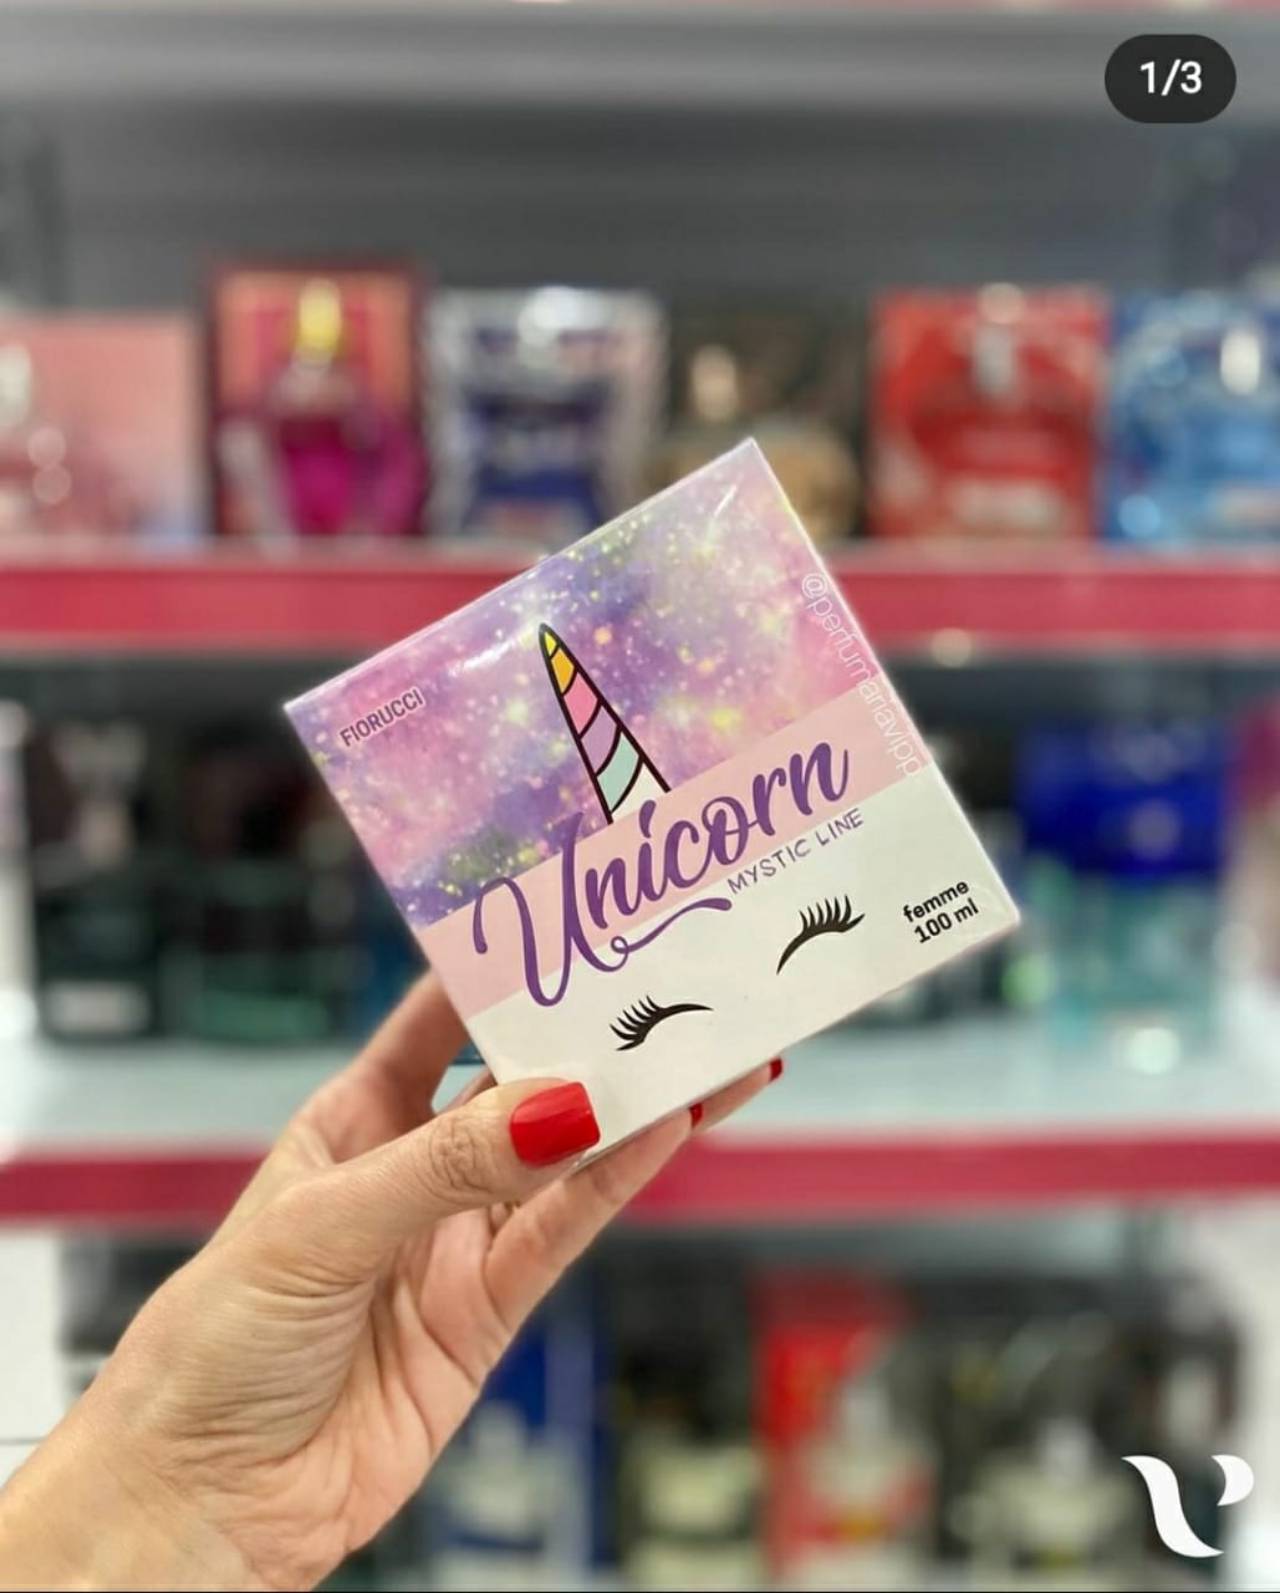 1/3
FIORUCCI
@perfumariavipp
Unicorn
MYSTIC LINE
femme
100 ml